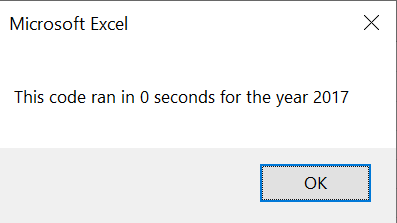 Microsoft Excel
This code ran in 0 seconds for the year 2017
OK